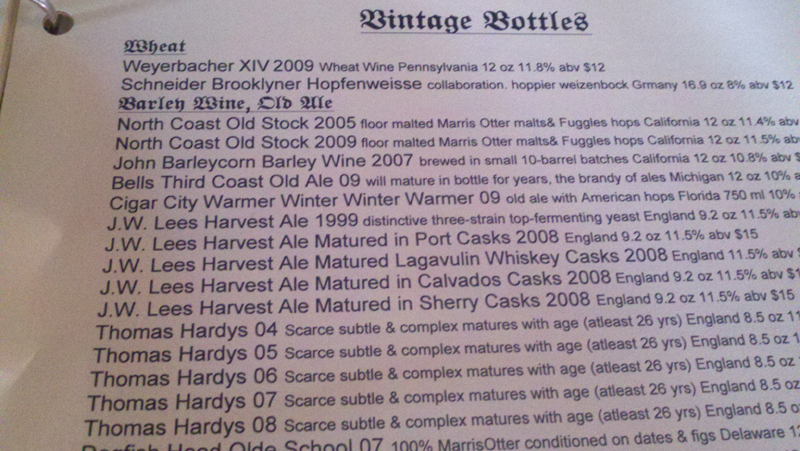 Vintage Bottles
Wheat
Weyerbacher XIV 2009 Wheat Wine Pennsylvania 12 oz 11.8% abv $12
Schneider Brooklyner Hopfenweisse collaboration. hoppier weizenbock Grmany 16.9 oz 8% abv $12
Barley Wine, Old Ale
North Coast Old Stock 2005 floor malted Marris Otter malts& Fuggles hops California 12 oz 11.4% abv
North Coast Old Stock 2009 floor malted Marris Otter malts& Fuggles hops California 12 oz 11.5% abv
John Barleycorn Barley Wine 2007 brewed in small 10-barrel batches California 12 oz 10.8% abv $
Bells Third Coast Old Ale 09 will mature in bottle for years, the brandy of ales Michigan 12 oz 10% a
Cigar City Warmer Winter Winter Warmer 09 old ale with American hops Florida 750 ml 10%
J.W. Lees Harvest Ale 1999 distinctive three-strain top-fermenting yeast England 9.2 oz 11.5% abv
J.W. Lees Harvest Ale Matured in Port Casks 2008 England 9.2 oz 11.5% abv $15
J.W. Lees Harvest Ale Matured Lagavulin Whiskey Casks 2008 England 11.5% abv $
J.W. Lees Harvest Ale Matured in Calvados Casks 2008 England 9.2 oz 11.5% abv $1
J.W. Lees Harvest Ale Matured in Sherry Casks 2008 England 9.2 oz 11.5% abv $15
Thomas Hardys 04 Scarce subtle & complex matures with age (atleast 26 yrs) England 8.5 oz 11
Thomas Hardys 05 Scarce subtle & complex matures with age (atleast 26 yrs) England 8.5 oz 1
Thomas Hardys 06 Scarce subtle & complex matures with age (atleast 26 yrs) England 8.5 oz
Thomas Hardys 07 Scarce subtle & complex matures with age (atleast 26 yrs) England 8.5 oz
Thomas Hardys 08 Scarce subtle & complex matures with age (atleast 26 yrs) England 8.5 oz
Dogfish Head Olde School 07 100% MarrisOtter conditioned on dates & figs Delaware 12